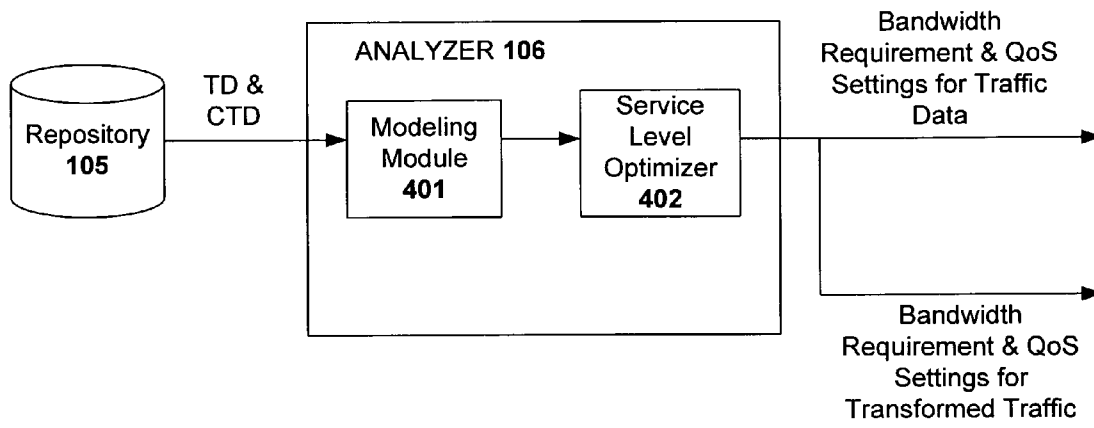 Repository
105
TD &
CTD
ANALYZER 106
Modeling
Module
401
Service
Level
Optimizer
402
Bandwidth
Requirement & QoS
Settings for Traffic
Data
Bandwidth
Requirement & QoS
Settings for
Transformed Traffic